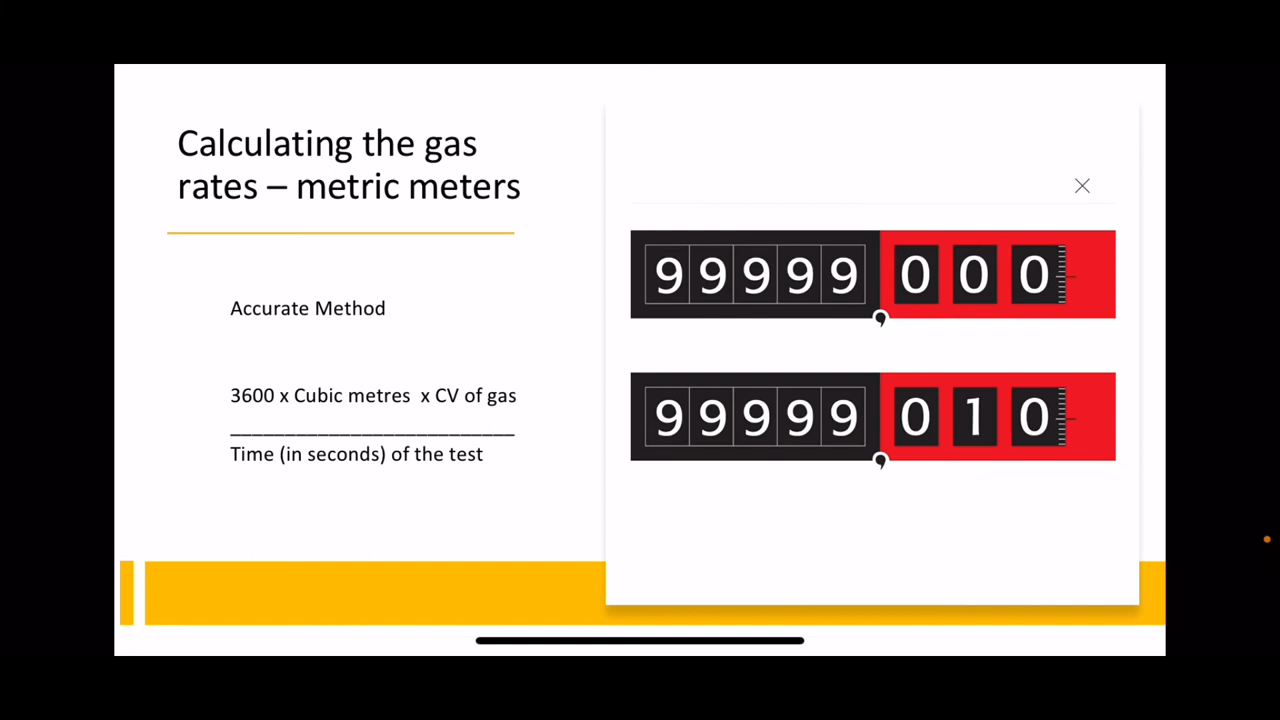 Calculating the gas
rates – metric meters
Accurate Method
3600 x Cubic metres  x CV of gas
__________________________
Time (in seconds) of the test
99999,000
99999,010